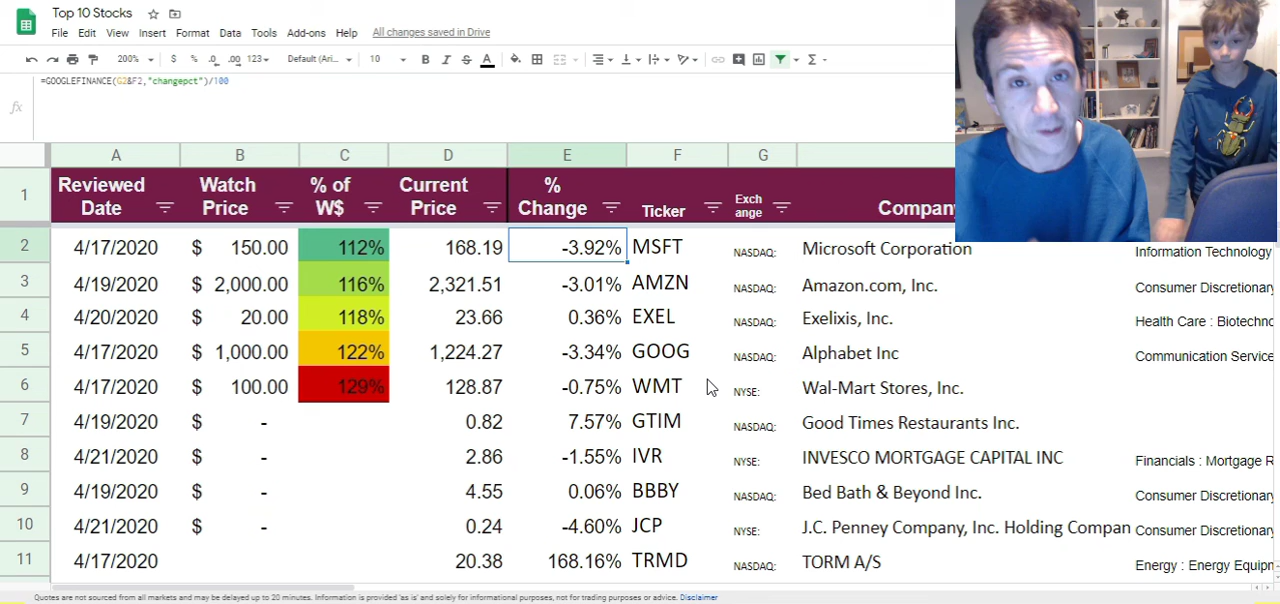 Top 10 Stocks
File Edit View Insert Format Data Tools Add-ons Help All changes saved in Drive
200% $ % .0 .00 123 Default (Ari... 10 B I S A
=GOOGLEFINANCE(G2&F2,"changepct")/100
fx
A B C D E F G
1 Reviewed Date Watch Price % of W$ Current Price % Change Ticker Exch ange Company
2 4/17/2020 $ 150.00 112% 168.19 -3.92% MSFT NASDAQ: Microsoft Corporation Information Technology
3 4/19/2020 $ 2,000.00 116% 2,321.51 -3.01% AMZN NASDAQ: Amazon.com, Inc. Consumer Discretionary
4 4/20/2020 $ 20.00 118% 23.66 0.36% EXEL NASDAQ: Exelixis, Inc. Health Care : Biotechno
5 4/17/2020 $ 1,000.00 122% 1,224.27 -3.34% GOOG NASDAQ: Alphabet Inc Communication Service
6 4/17/2020 $ 100.00 129% 128.87 -0.75% WMT NYSE: Wal-Mart Stores, Inc.
7 4/19/2020 $ - 0.82 7.57% GTIM NASDAQ: Good Times Restaurants Inc.
8 4/21/2020 $ - 2.86 -1.55% IVR NYSE: INVESCO MORTGAGE CAPITAL INC Financials : Mortgage R
9 4/19/2020 $ - 4.55 0.06% BBBY NASDAQ: Bed Bath & Beyond Inc. Consumer Discretionary
10 4/21/2020 $ - 0.24 -4.60% JCP NYSE: J.C. Penney Company, Inc. Holding Compan Consumer Discretionary
11 4/17/2020 20.38 168.16% TRMD NASDAQ: TORM A/S Energy : Energy Equipm
Quotes are not sourced from all markets and may be delayed up to 20 minutes. Information is provided 'as is' and solely for informational purposes, not for trading purposes or advice. Disclaimer